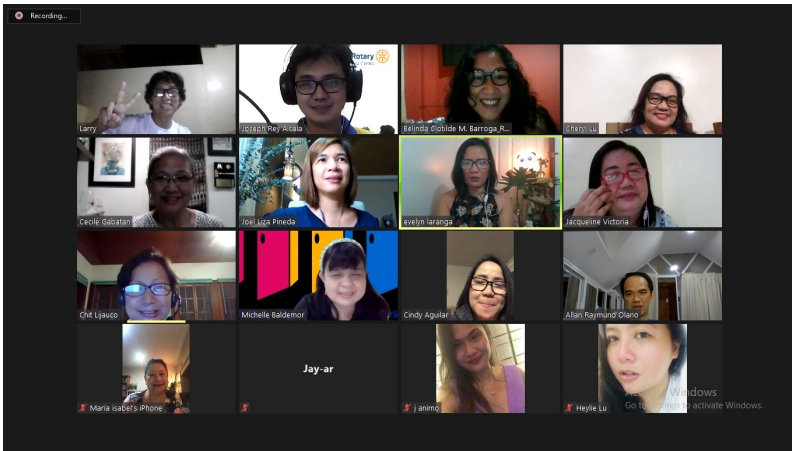 Recording...
Rotary
Larry
Joseph Rey Alcala
Belinda Clotilde M. Barroga_R...
Cheryl Lu
Cecile Gabatan
Joel Liza Pineda
evelyn laranga
Jacqueline Victoria
Chit Lijauco
Michelle Baldemor
Cindy Aguilar
Allan Raymund Olano
Maria isabel's iPhone
Jay-ar
j animo
Heylie Lu
Windows
Go to Settings to activate Windows.